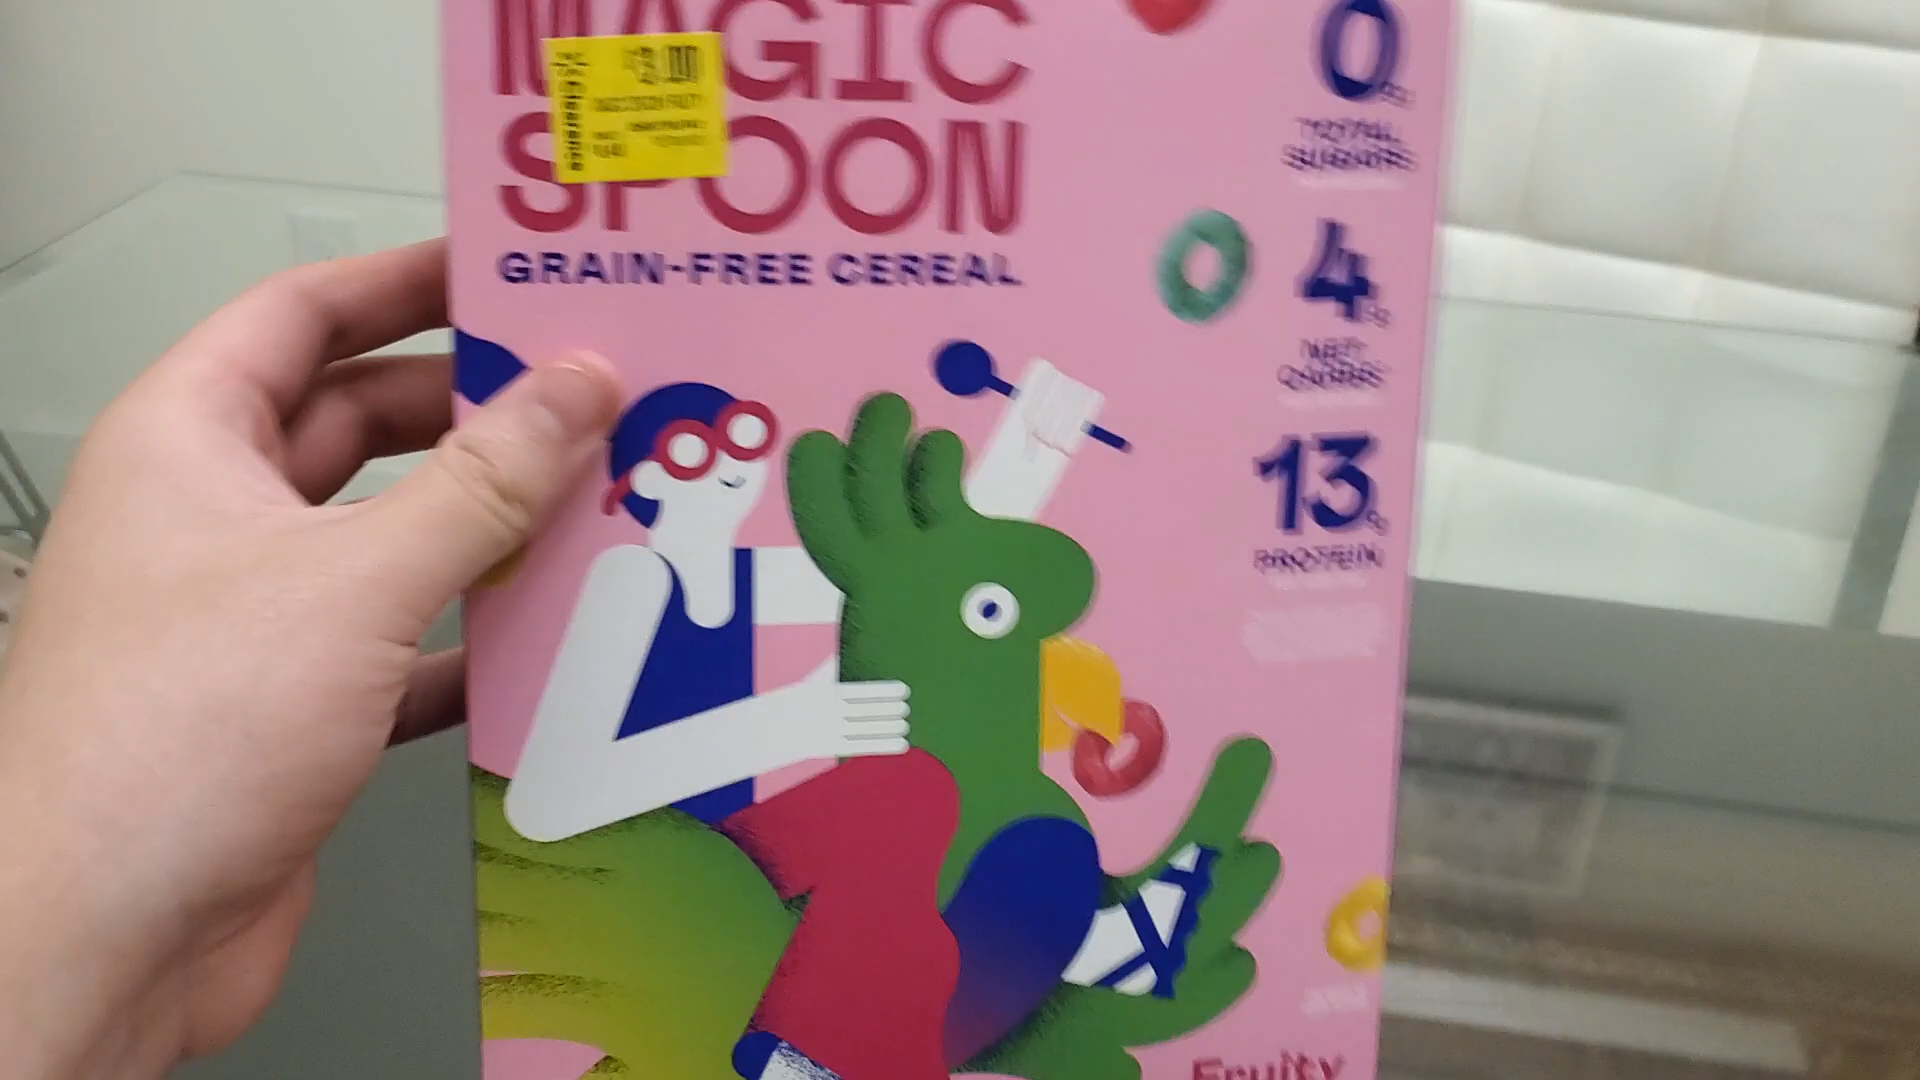 MAGIC
SPOON
GRAIN-FREE CEREAL
0g
TOTAL
SUGARS
4g
NET
CARBS
13g
PROTEIN
Fruity